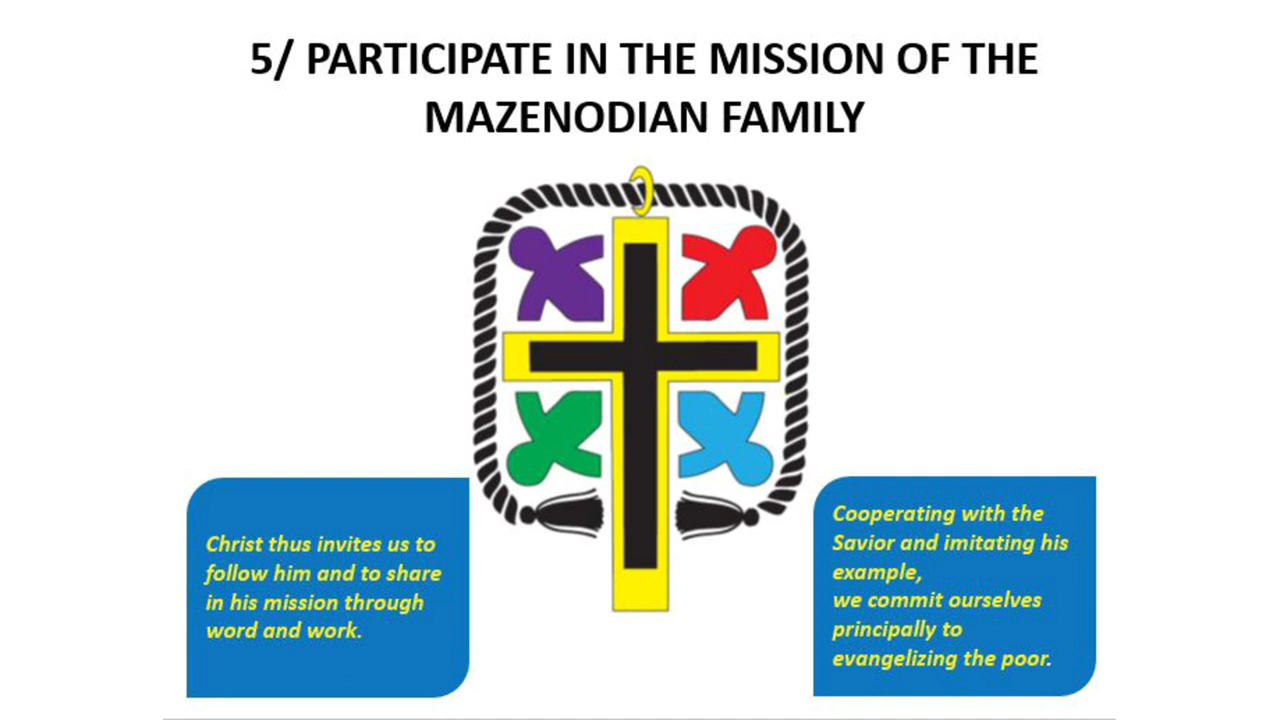 5/ PARTICIPATE IN THE MISSION OF THE
MAZENODIAN FAMILY
Christ thus invites us to
follow him and to share
in his mission through
word and work.
Cooperating with the
Savior and imitating his
example,
we commit ourselves
principally to
evangelizing the poor.